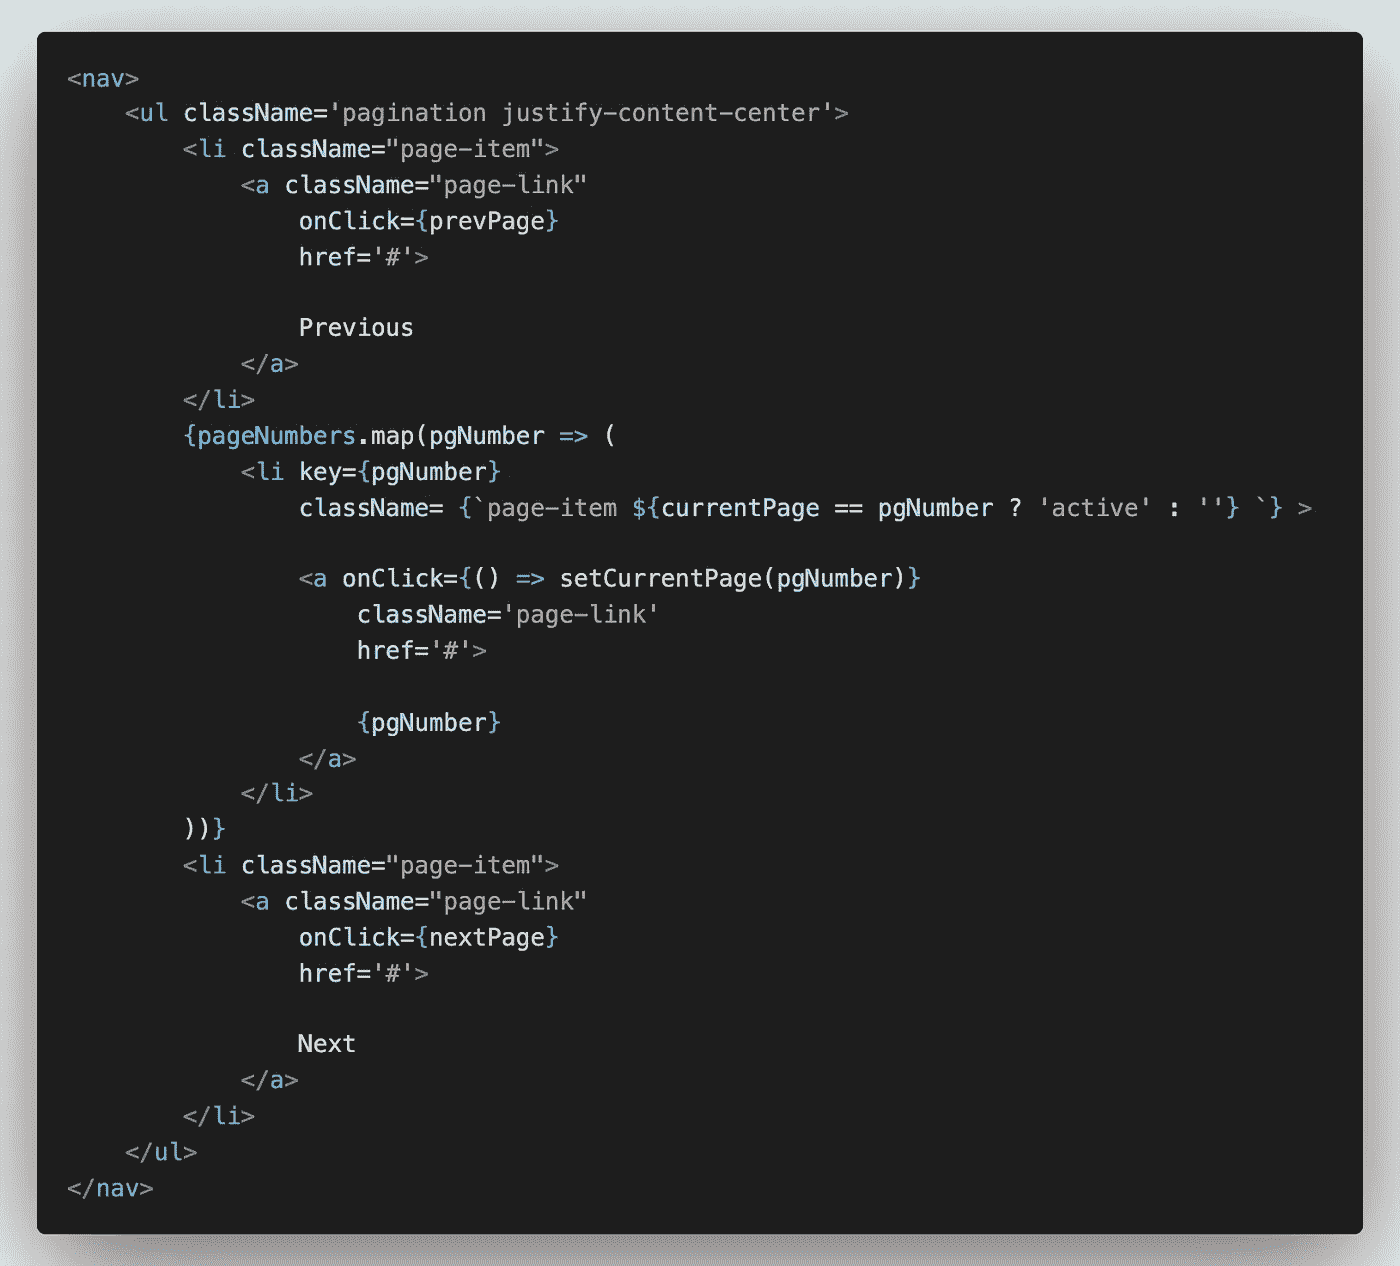 <nav>
    <ul className='pagination justify-content-center'>
        <li className="page-item">
            <a className="page-link"
                onClick={prevPage}
                href='#'>

                Previous
            </a>
        </li>
        {pageNumbers.map(pgNumber => (
            <li key={pgNumber}
                className= {`page-item ${currentPage == pgNumber ? 'active' : ''} `} >

                <a onClick={() => setCurrentPage(pgNumber)}
                    className='page-link'
                    href='#'>

                    {pgNumber}
                </a>
            </li>
        ))}
        <li className="page-item">
            <a className="page-link"
                onClick={nextPage}
                href='#'>

                Next
            </a>
        </li>
    </ul>
</nav>